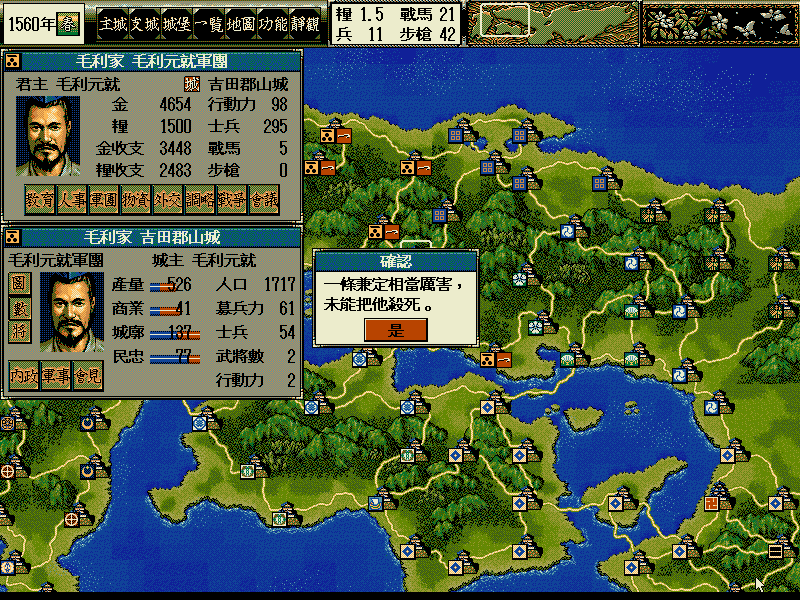 1560年 春 主城 支城 城堡 一覽 地圖 功能 靜觀
糧 1.5 戰馬 21
兵 11 步槍 42
毛利家 毛利元就軍團
君主 毛利元就 城 吉田郡山城
金 4654 行動力 98
糧 1500 士兵 295
金收支 3448 戰馬 5
糧收支 2483 步槍 0
教育 人事 軍團 物資 外交 調略 戰爭 會議
毛利家 吉田郡山城
毛利元就軍團 城主 毛利元就
圖 產量 526 人口 1717
數 商業 41 募兵力 61
將 城廓 137 士兵 54
民忠 77 武將數 2
內政 軍事 會見 行動力 2
確認
一條兼定相當厲害，
未能把他殺死。
是